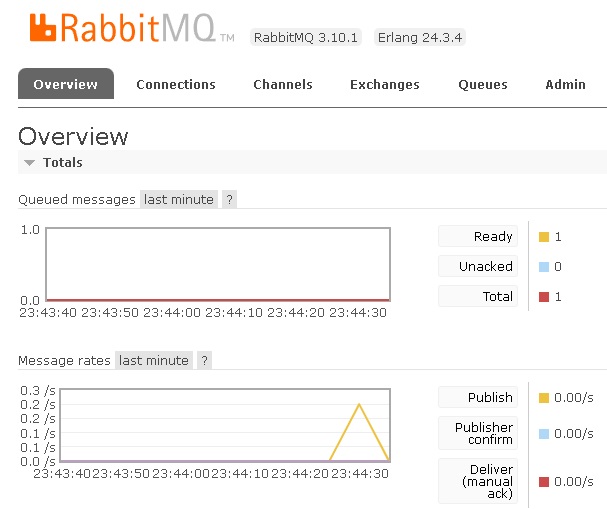 RabbitMQ TM RabbitMQ 3.10.1 Erlang 24.3.4
Overview Connections Channels Exchanges Queues Admin
Overview
Totals
Queued messages last minute ?
1.0
0.0
23:43:40 23:43:50 23:44:00 23:44:10 23:44:20 23:44:30
Ready 1
Unacked 0
Total 1
Message rates last minute ?
0.3 /s
0.2 /s
0.2 /s
0.1 /s
0.1 /s
0.0 /s
23:43:40 23:43:50 23:44:00 23:44:10 23:44:20 23:44:30
Publish 0.00/s
Publisher
confirm 0.00/s
Deliver
(manual 0.00/s
ack)